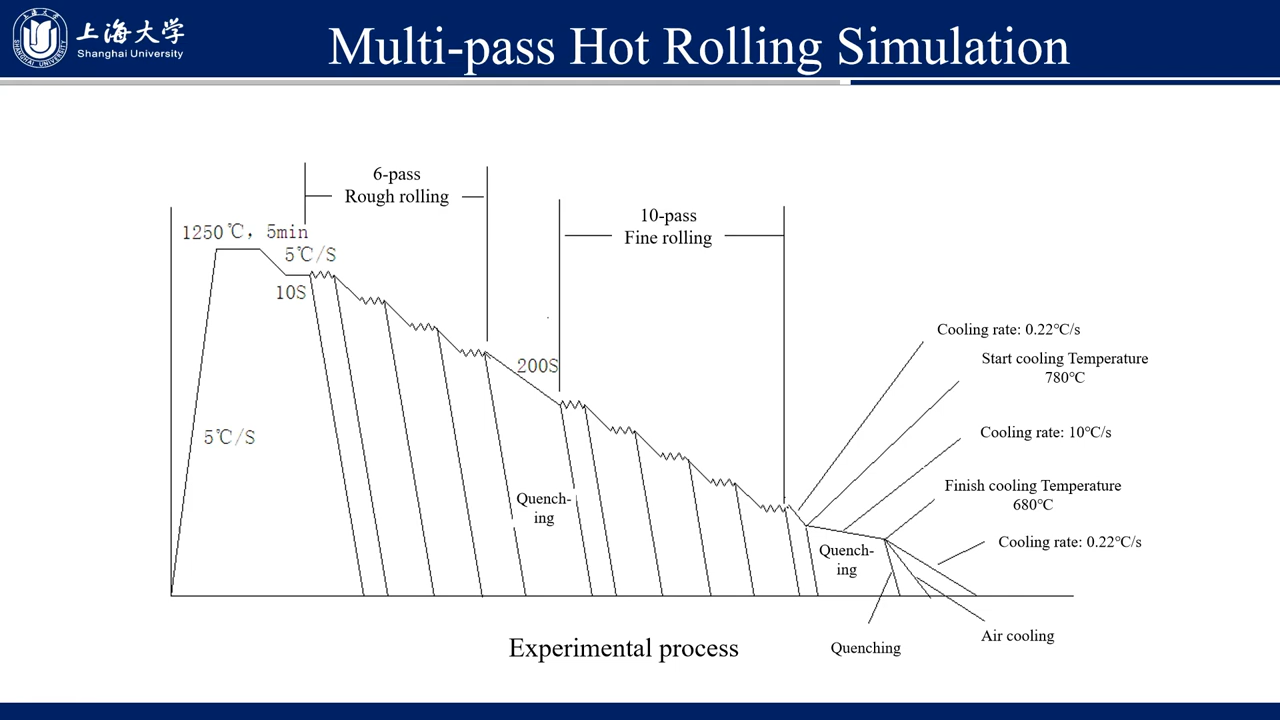 上海大学
Shanghai University
SHANGHAI UNIVERSITY
Multi-pass Hot Rolling Simulation
6-pass
Rough rolling
10-pass
Fine rolling
1250℃, 5min
5℃/S
10S
200S
5℃/S
Quench-
ing
Cooling rate: 0.22℃/s
Start cooling Temperature
780℃
Cooling rate: 10℃/s
Finish cooling Temperature
680℃
Cooling rate: 0.22℃/s
Quench-
ing
Air cooling
Quenching
Experimental process